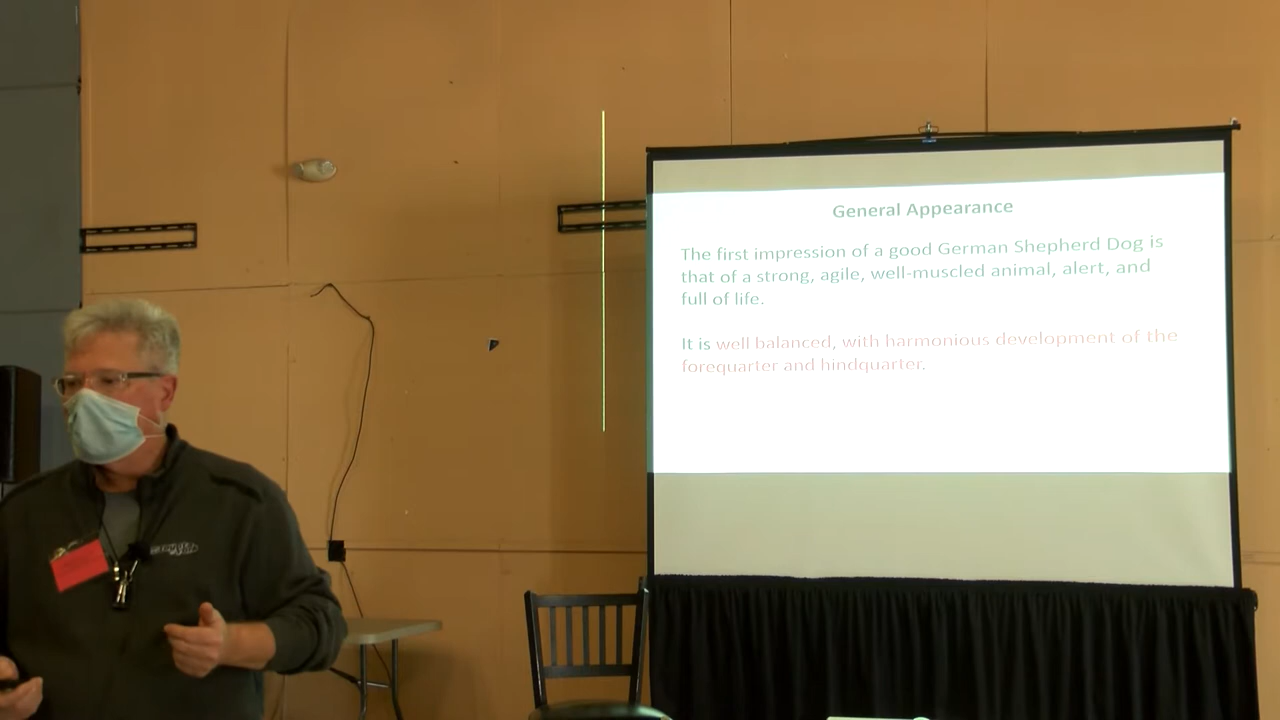 General Appearance
The first impression of a good German Shepherd Dog is
that of a strong, agile, well-muscled animal, alert, and
full of life.
It is well balanced, with harmonious development of the
forequarter and hindquarter.